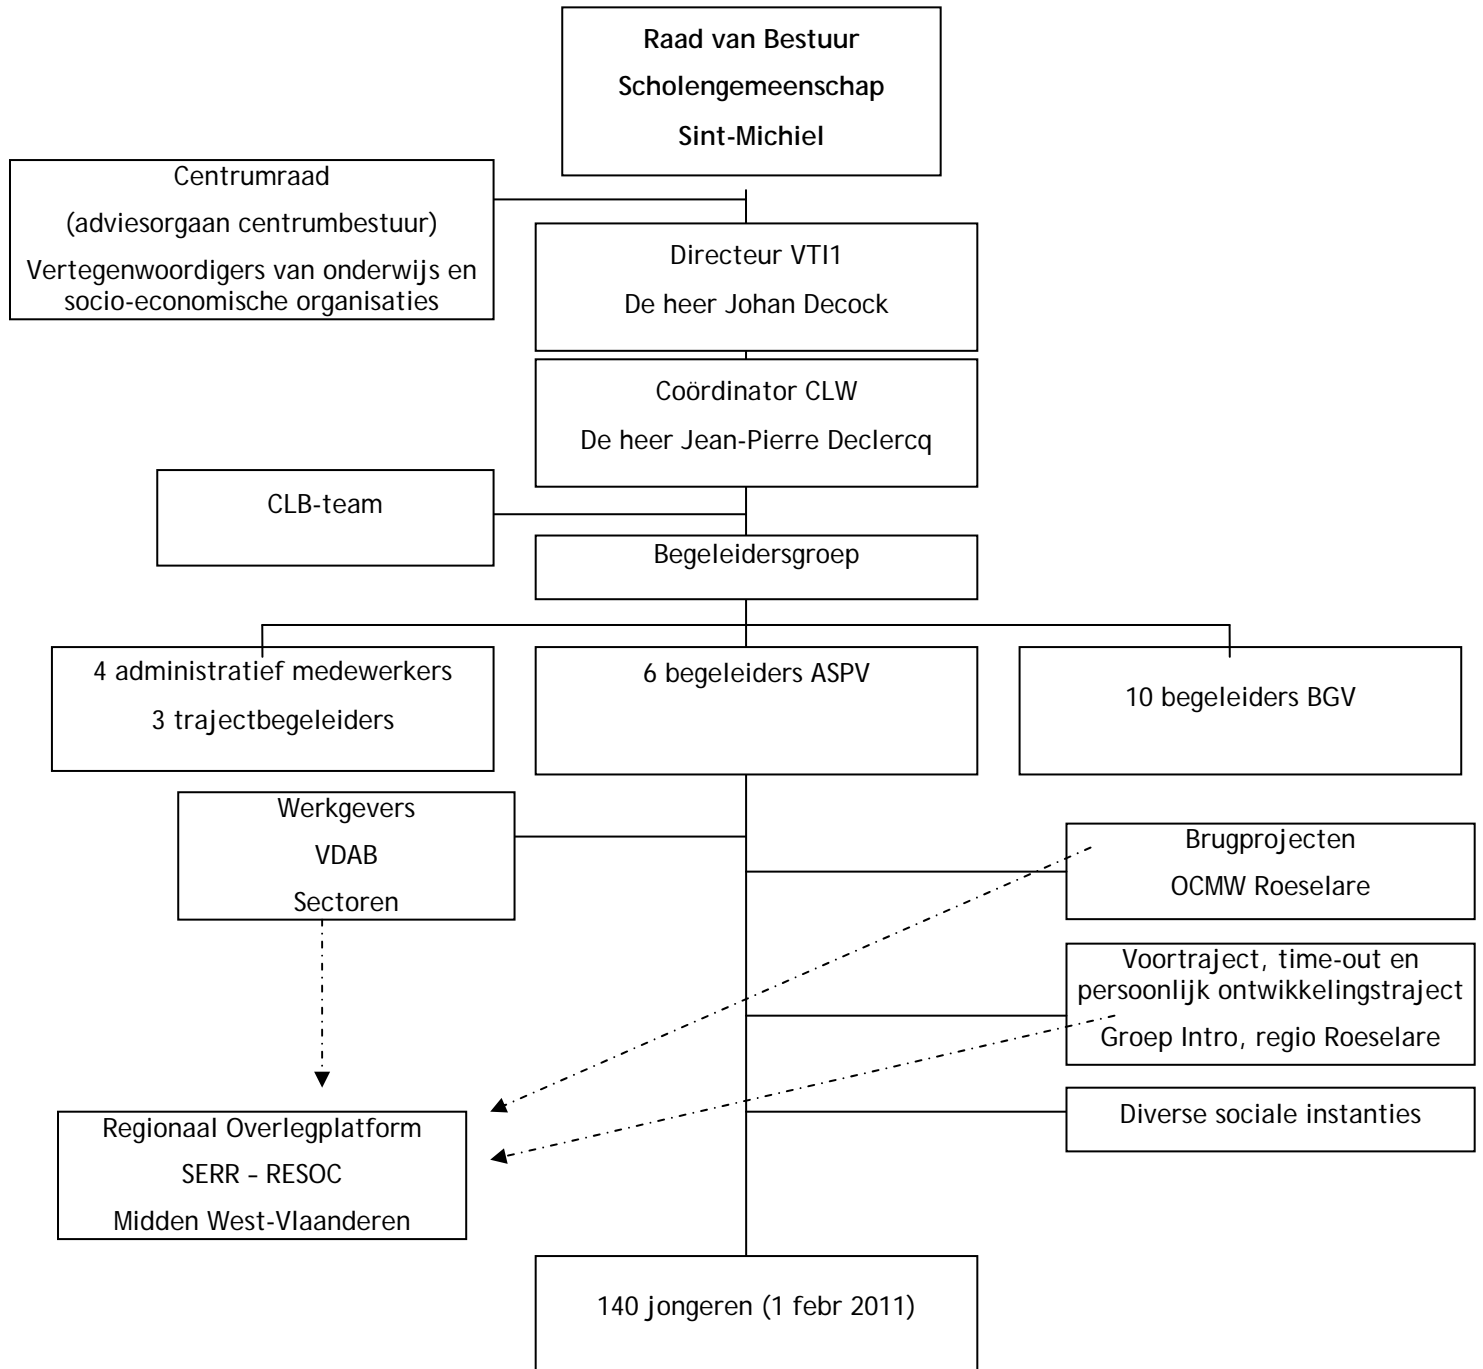 Raad van Bestuur
Scholengemeenschap
Sint-Michiel
Centrumraad
(adviesorgaan centrumbestuur)
Vertegenwoordigers van onderwijs en
socio-economische organisaties
Directeur VTI1
De heer Johan Decock
Coördinator CLW
De heer Jean-Pierre Declercq
CLB-team
Begeleidersgroep
4 administratief medewerkers
3 trajectbegeleiders
6 begeleiders ASPV
10 begeleiders BGV
Werkgevers
VDAB
Sectoren
Brugprojecten
OCMW Roeselare
Voortraject, time-out en
persoonlijk ontwikkelingstraject
Groep Intro, regio Roeselare
Diverse sociale instanties
Regionaal Overlegplatform
SERR – RESOC
Midden West-Vlaanderen
140 jongeren (1 febr 2011)